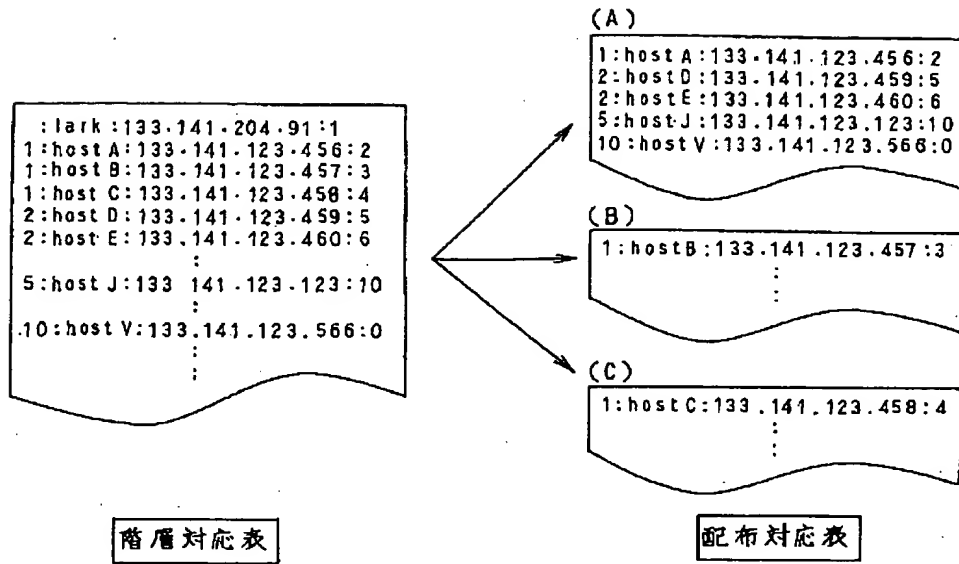 :lark:133.141.204.91:1
1:host A:133.141.123.456:2
1:host B:133.141.123.457:3
1:host C:133.141.123.458:4
2:host D:133.141.123.459:5
2:host E:133.141.123.460:6
:
5:host J:133 141.123.123:10
:
10:host V:133.141.123.566:0
:
:
階層対応表
(A)
1:host A:133.141.123.456:2
2:host D:133.141.123.459:5
2:host E:133.141.123.460:6
5:host J:133.141.123.123:10
10:host V:133.141.123.566:0
(B)
1:host B:133.141.123.457:3
:
:
(C)
1:host C:133.141.123.458:4
:
:
配布対応表